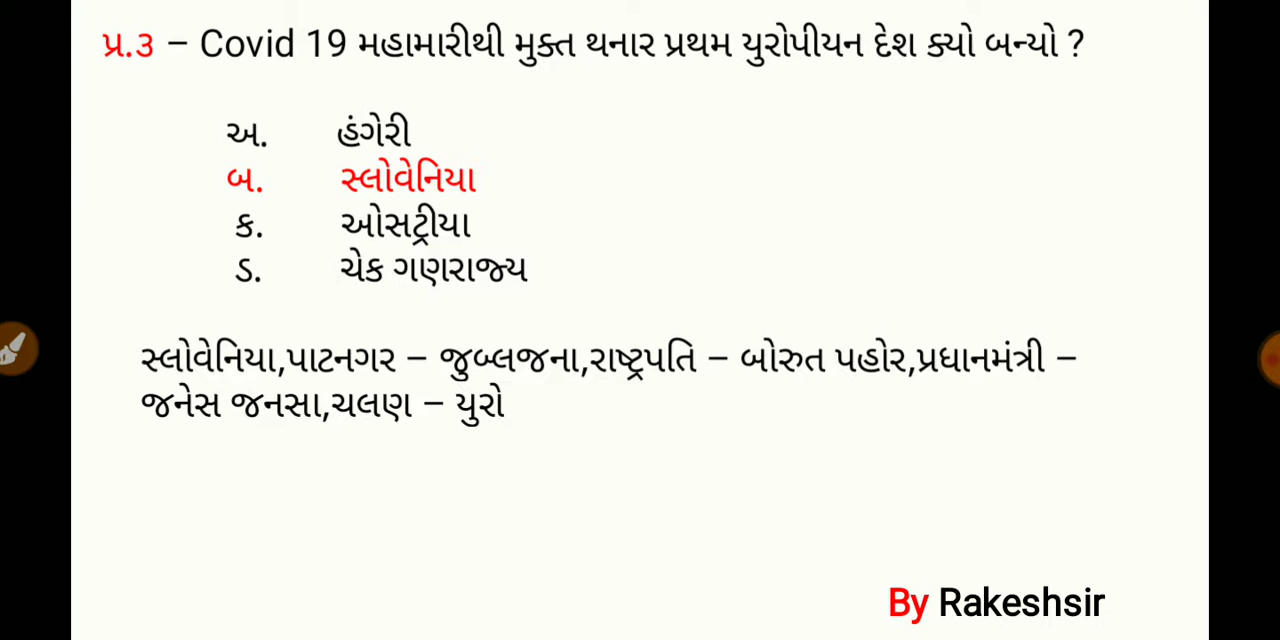 પ્ર.૩ – Covid 19 મહામારીથી મુક્ત થનાર પ્રથમ યુરોપીયન દેશ ક્યો બન્યો ?
અ. હંગેરી
બ. સ્લોવેનિયા
ક. ઓસટ્રીયા
ડ. ચેક ગણરાજ્ય
સ્લોવેનિયા,પાટનગર – જુબ્લજના,રાષ્ટ્રપતિ – બોરુત પહોર,પ્રધાનમંત્રી –
જનેસ જનસા,ચલણ – યુરો
By Rakeshsir